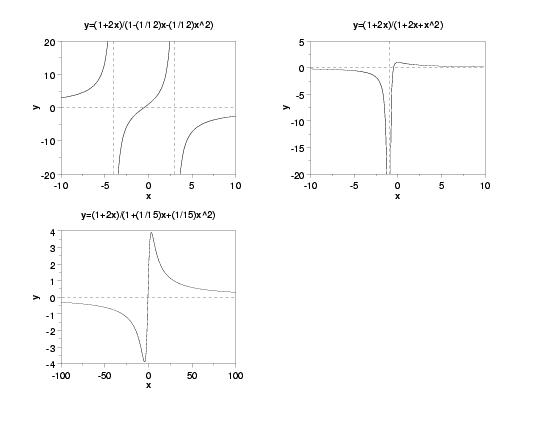 y=(1+2x)/(1-(1/12)x-(1/12)x^2)
20
10
0
-10
-20
y
-10 -5 0 5 10
x
y=(1+2x)/(1+2x+x^2)
5
0
-5
-10
-15
-20
y
-10 -5 0 5 10
x
y=(1+2x)/(1+(1/15)x+(1/15)x^2)
4
3
2
1
0
-1
-2
-3
-4
y
-100 -50 0 50 100
x